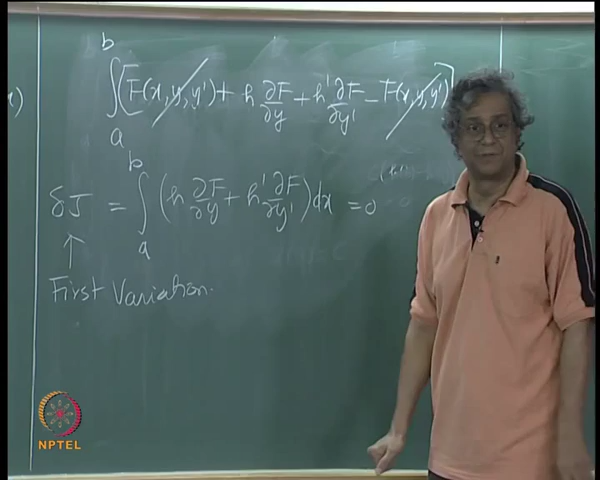 b
∫ [F(x, y, y') + h ∂F/∂y + h' ∂F/∂y' - F(x, y, y')]
a
x)
b
δJ = ∫ (h ∂F/∂y + h' ∂F/∂y') dx = 0
a
↑
First Variation.
NPTEL